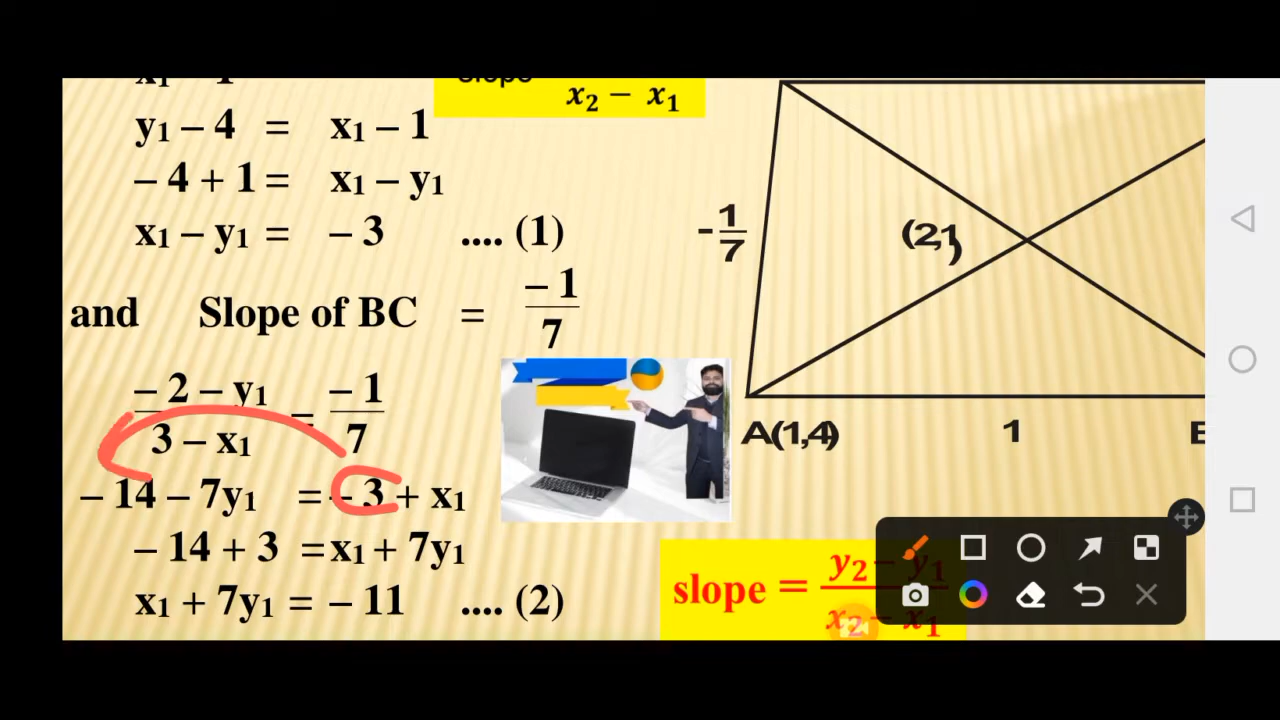 slope
x₂ − x₁
y₁ – 4 = x₁ – 1
– 4 + 1 = x₁ – y₁
x₁ – y₁ = – 3 .... (1)
and Slope of BC = – 1 / 7
– 2 – y₁ / 3 – x₁ = – 1 / 7
– 14 – 7y₁ = – 3 + x₁
– 14 + 3 = x₁ + 7y₁
x₁ + 7y₁ = – 11 .... (2)
- 1 / 7
(2,1)
A(1,4)
1
slope = y₂ – y₁ / x₂ – x₁